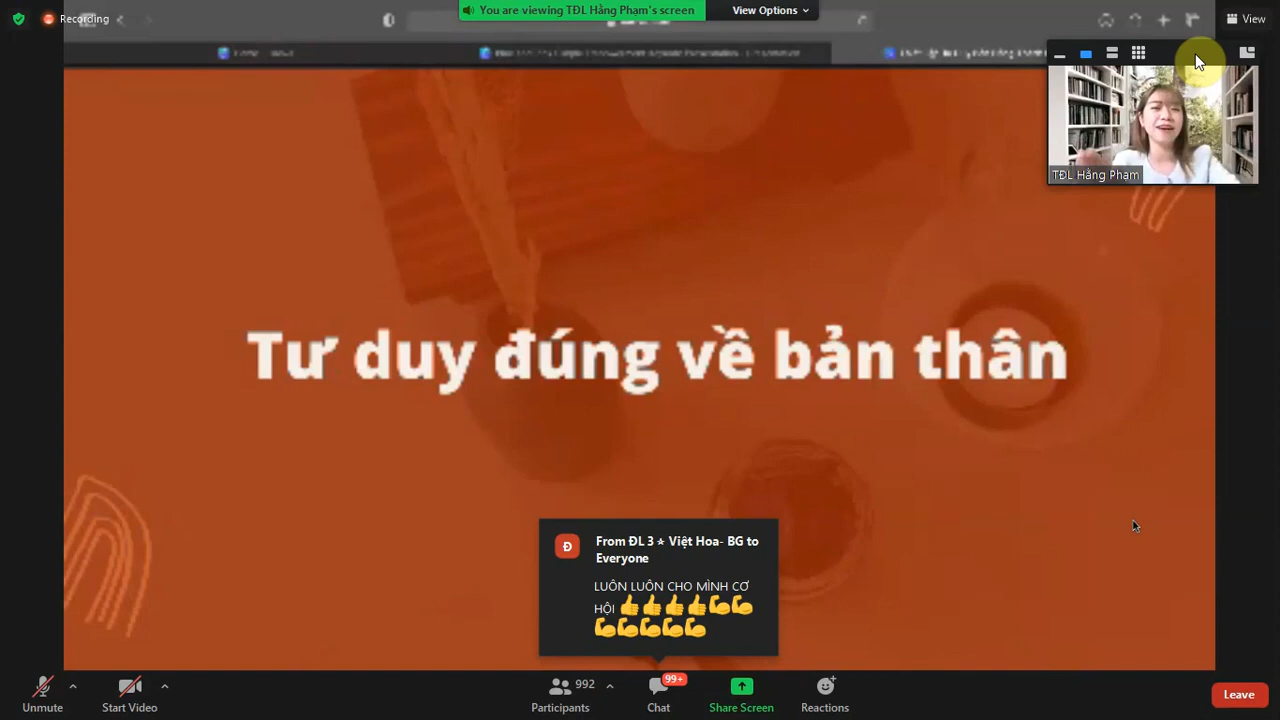 Recording
You are viewing TĐL Hằng Phạm's screen
View Options
View
TĐL Hằng Phạm
Tư duy đúng về bản thân
Đ
From ĐL 3 ★ Việt Hoa- BG to
Everyone
LUÔN LUÔN CHO MÌNH CƠ
HỘI 👍👍👍👍💪💪
💪💪💪💪💪
992
99+
Unmute
Start Video
Participants
Chat
Share Screen
Reactions
Leave